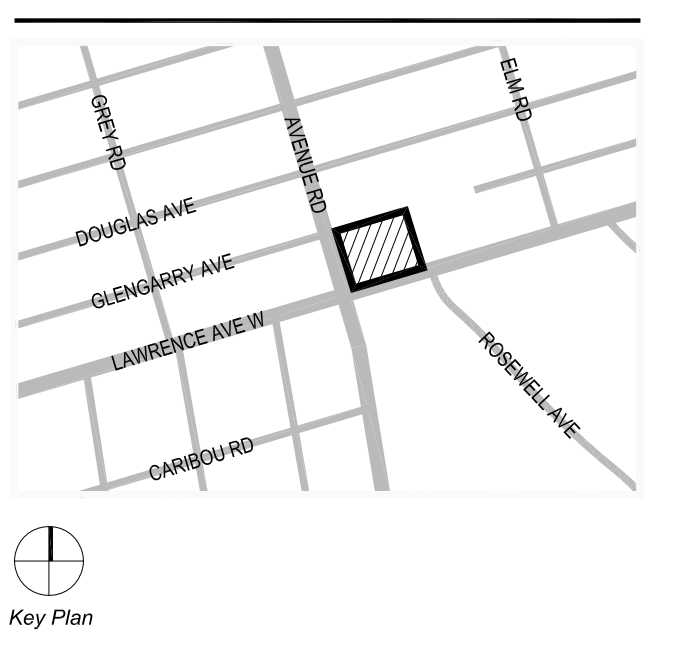 GREY RD
AVENUE RD
ELM RD
DOUGLAS AVE
GLENGARRY AVE
LAWRENCE AVE W
ROSEWELL AVE
CARIBOU RD
Key Plan